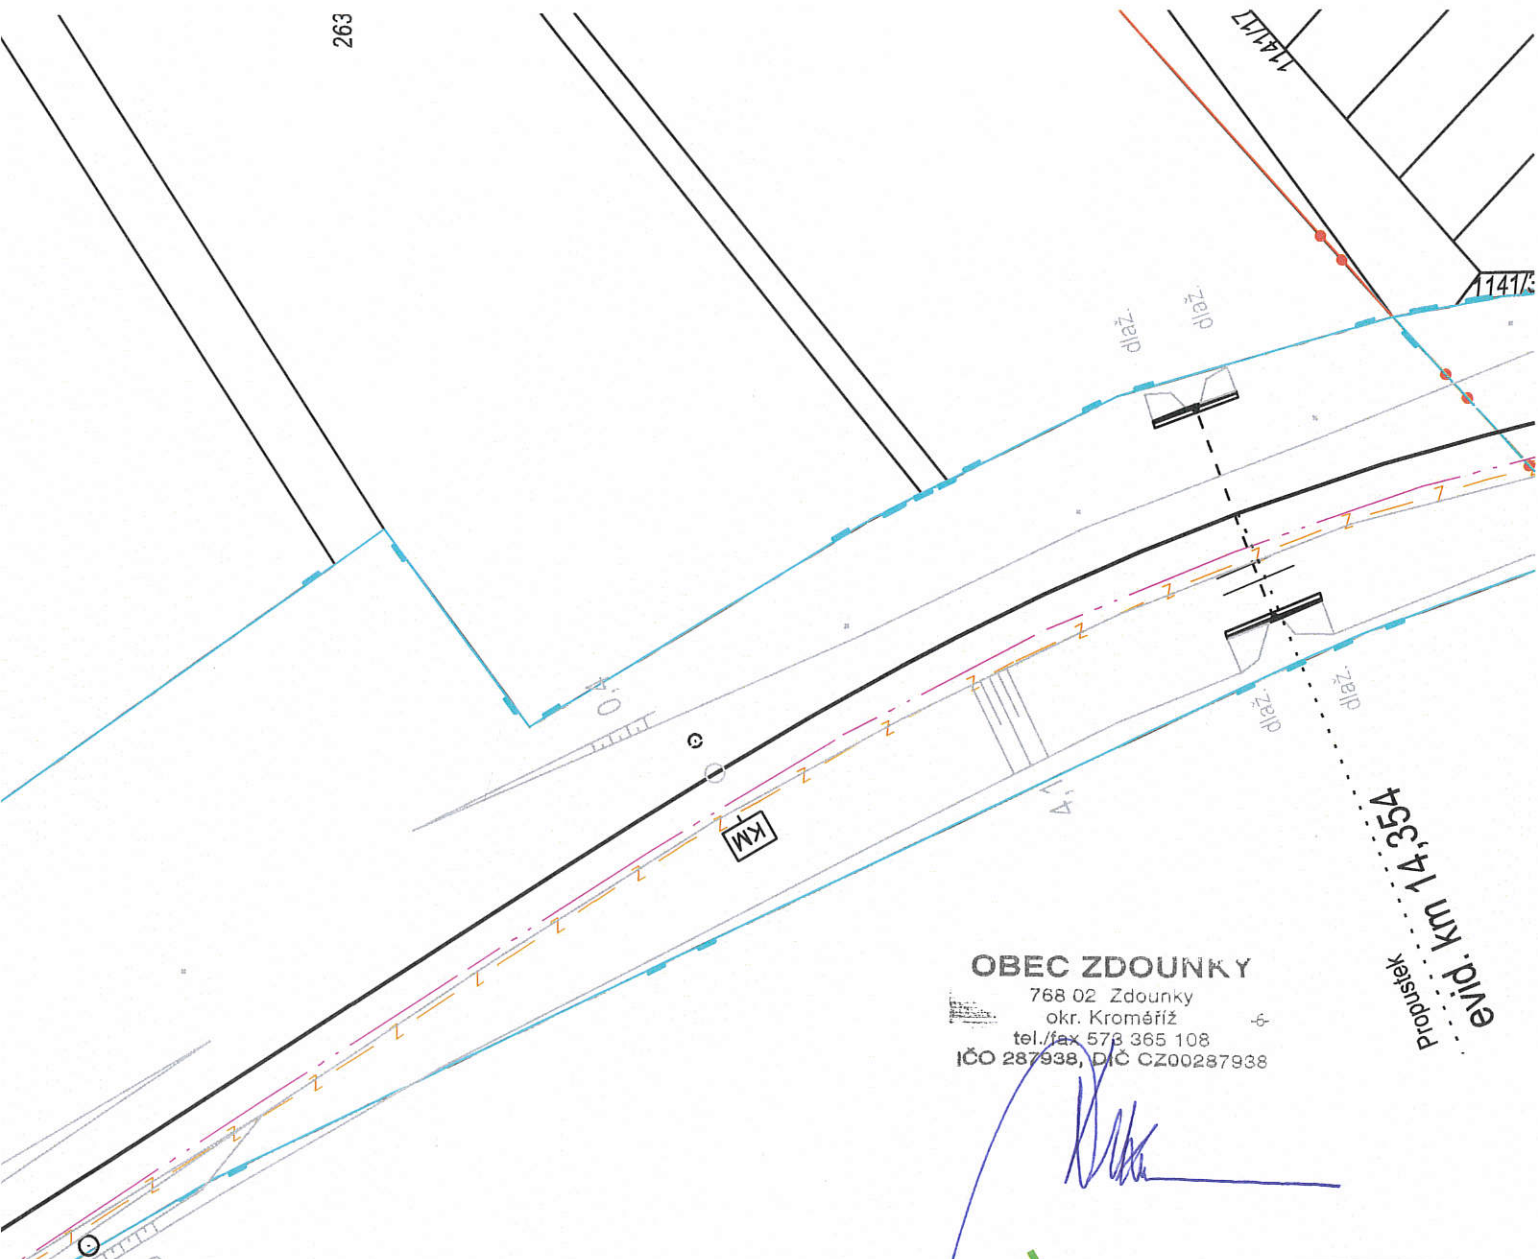 263
1141/17
1141/3
dlaž.
dlaž.
0,4
4,1
KM
dlaž.
dlaž.
Propustek
evid. km 14,354
OBEC ZDOUNKY
768 02 Zdounky
okr. Kroměříž -6-
tel./fax 573 365 108
IČO 287938, DIČ CZ00287938
z z z z z z z z z z z z z z z z z z